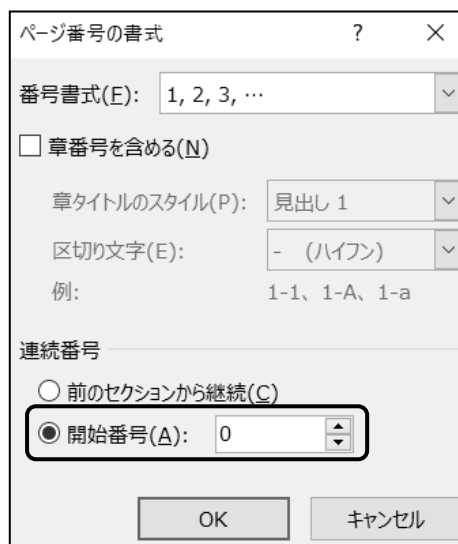 ページ番号の書式 ? ×
番号書式(F): 1, 2, 3, …
章番号を含める(N)
章タイトルのスタイル(P): 見出し 1
区切り文字(E): - (ハイフン)
例: 1-1、1-A、1-a
連続番号
前のセクションから継続(C)
開始番号(A): 0
OK キャンセル